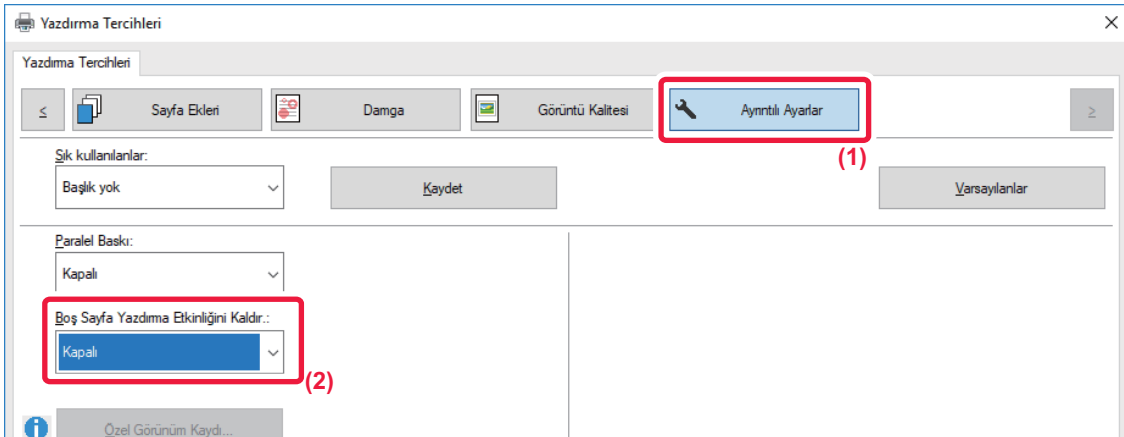 Yazdırma Tercihleri
Yazdırma Tercihleri
≤
Sayfa Ekleri
Damga
Görüntü Kalitesi
Ayrıntılı Ayarlar
≥
(1)
Sık kullanılanlar:
Başlık yok
Kaydet
Varsayılanlar
Paralel Baskı:
Kapalı
Boş Sayfa Yazdırma Etkinliğini Kaldır.:
Kapalı
(2)
Özel Görünüm Kaydı...